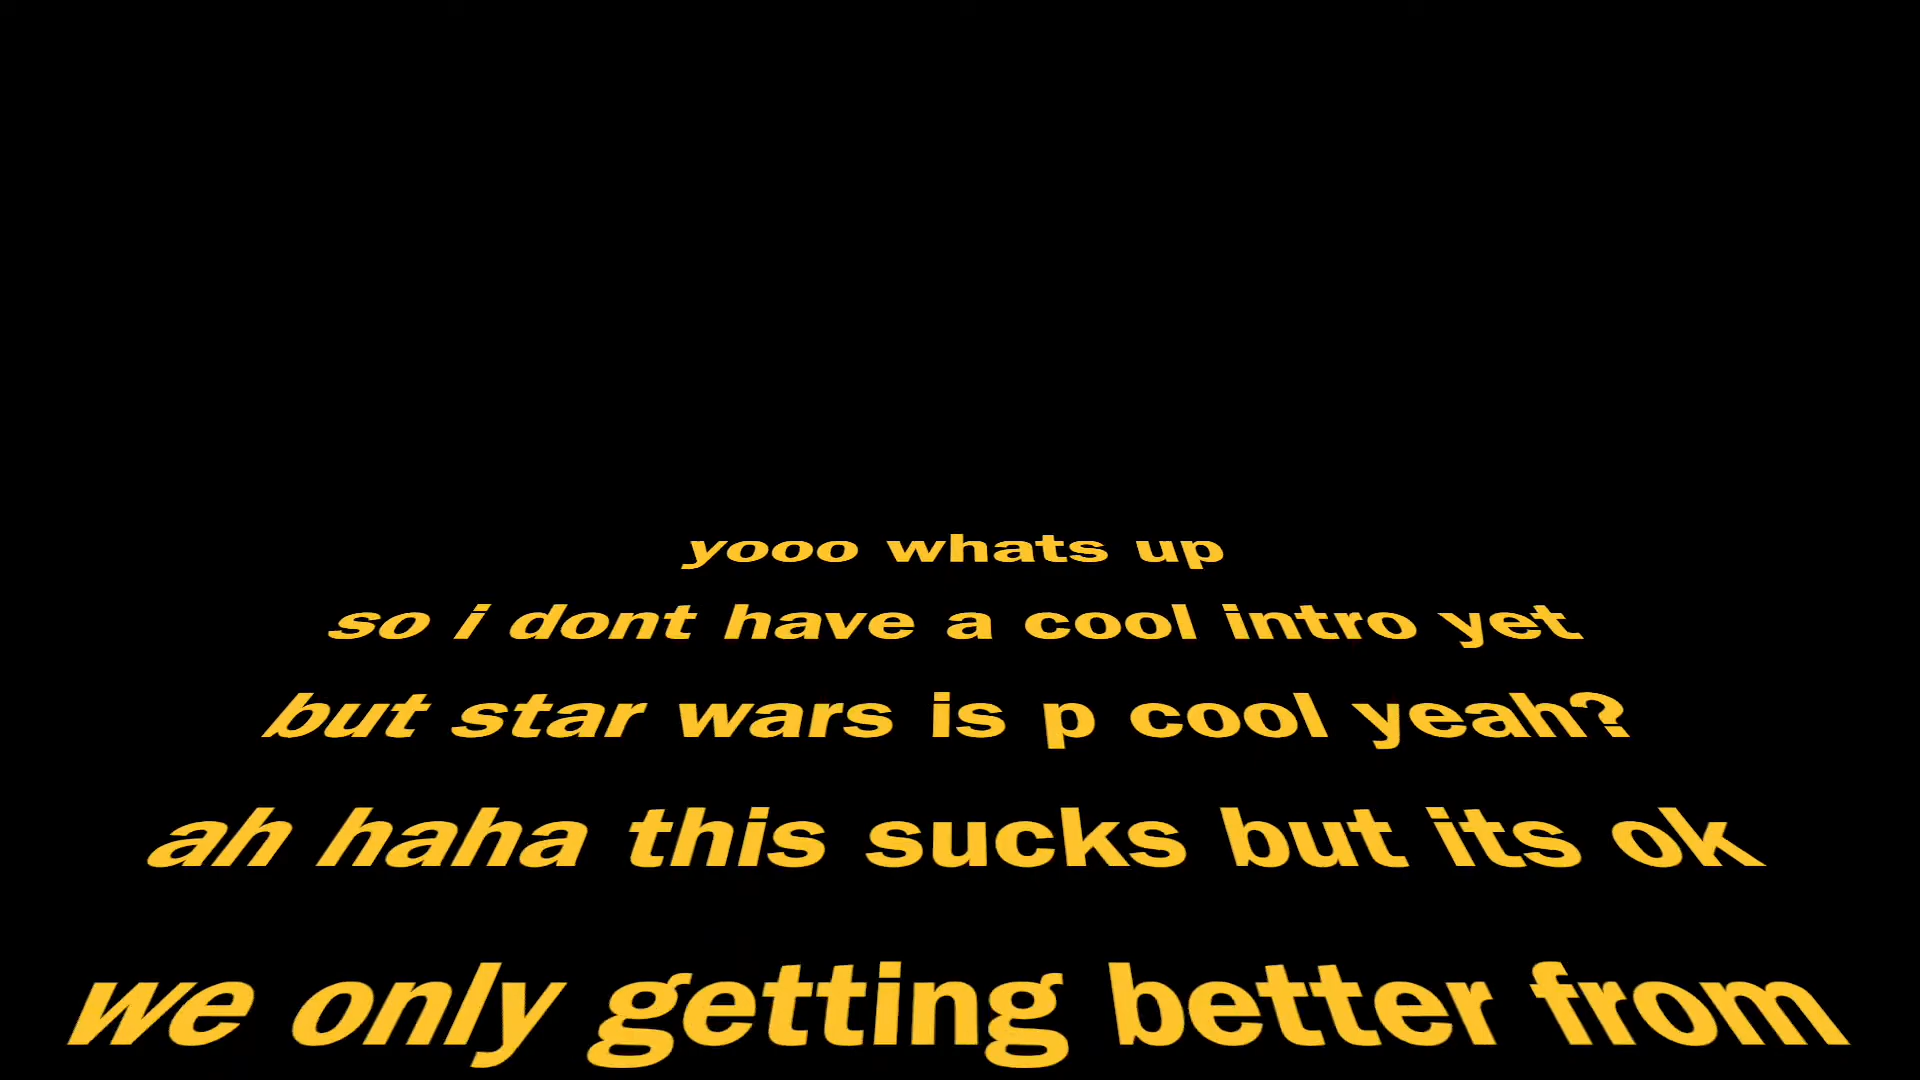 yooo whats up
so i dont have a cool intro yet
but star wars is p cool yeah?
ah haha this sucks but its ok
we only getting better from